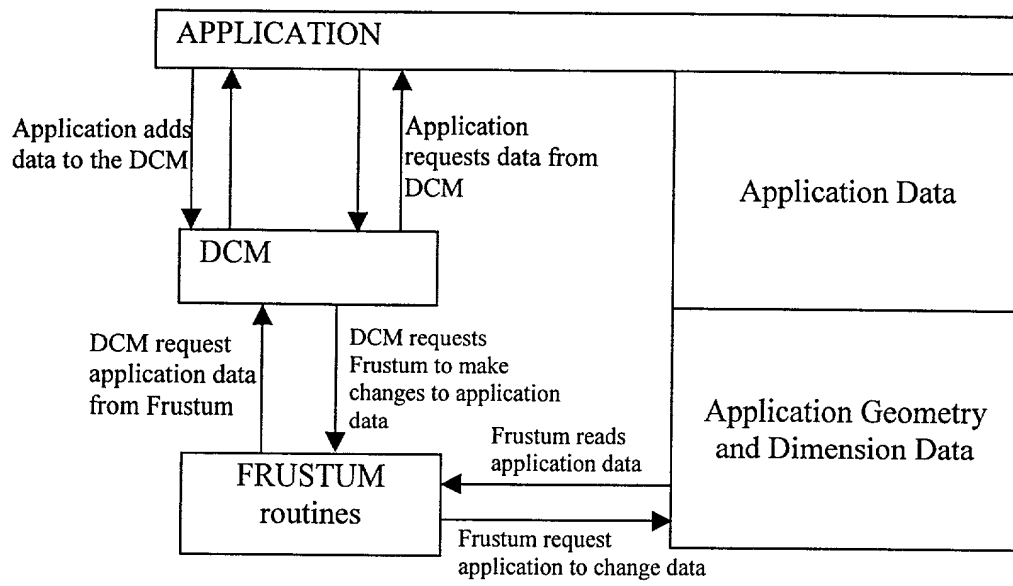 APPLICATION
Application adds
data to the DCM
Application
requests data from
DCM
Application Data
DCM
DCM request
application data
from Frustum
DCM requests
Frustum to make
changes to application
data
Application Geometry
and Dimension Data
Frustum reads
application data
FRUSTUM
routines
Frustum request
application to change data